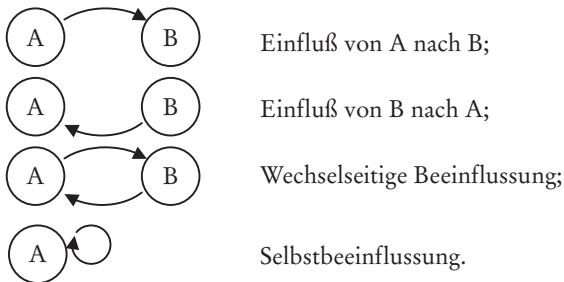 A B Einfluß von A nach B;
A B Einfluß von B nach A;
A B Wechselseitige Beeinflussung;
A Selbstbeeinflussung.